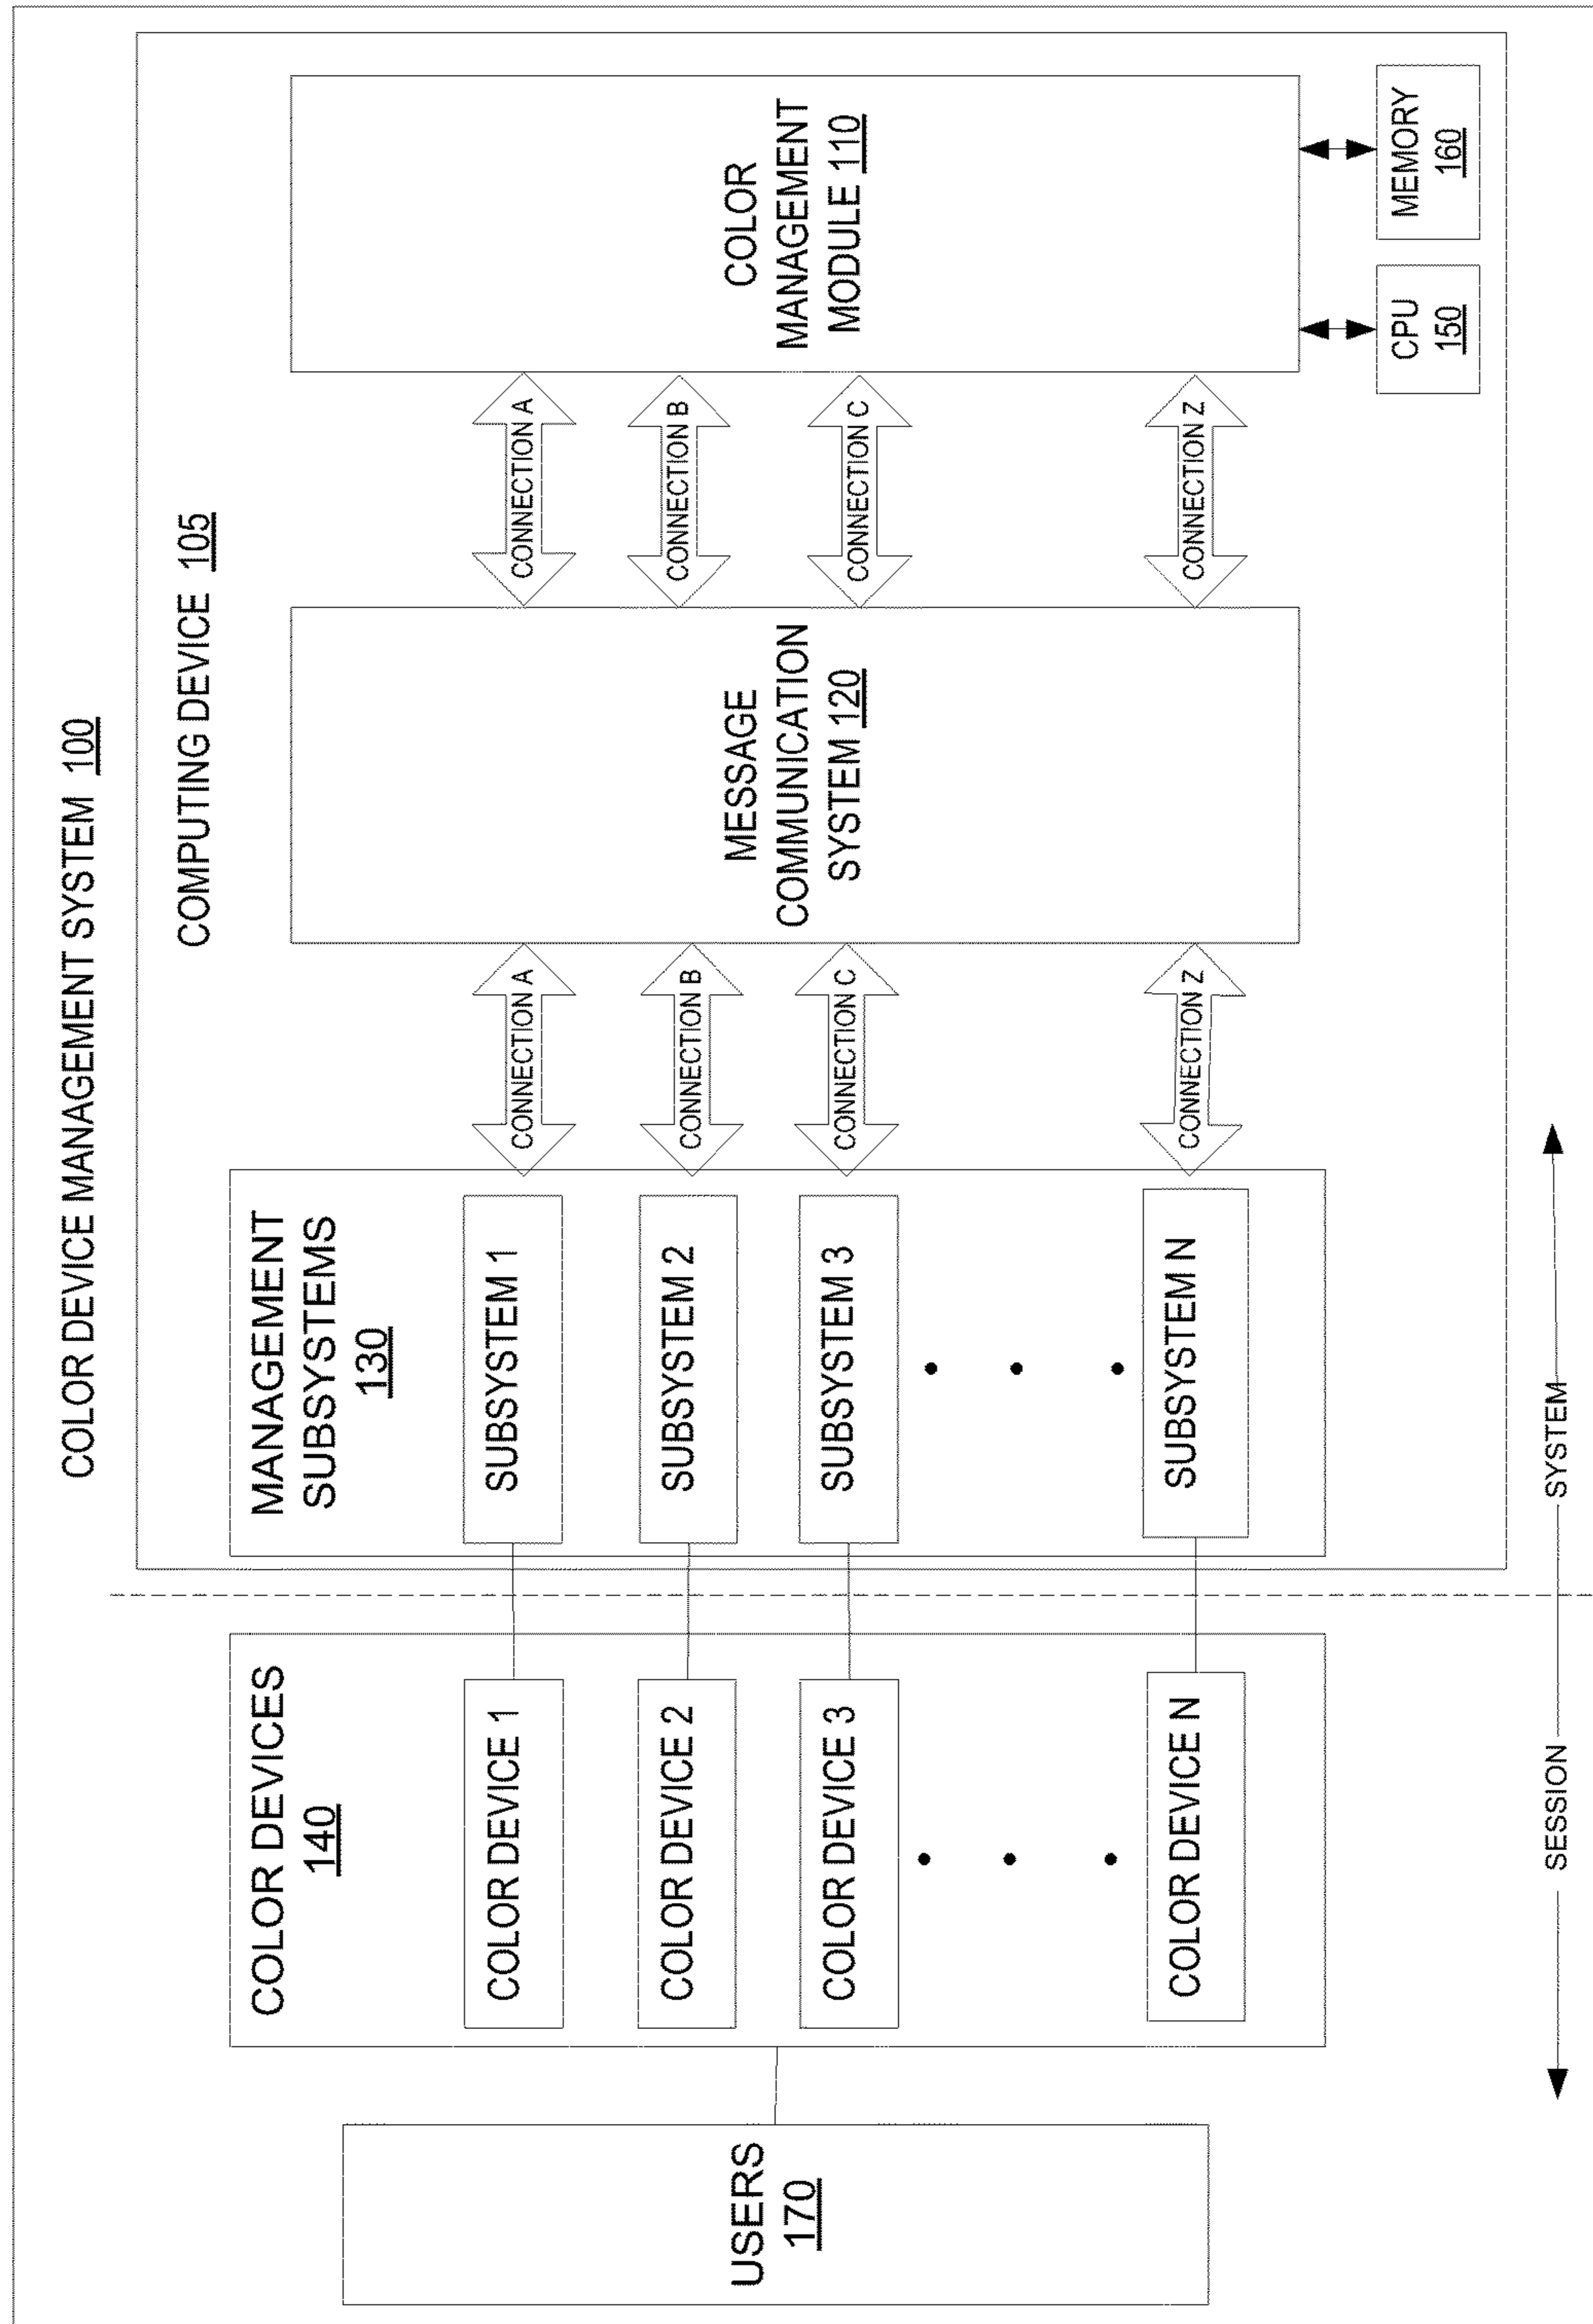 COLOR DEVICE MANAGEMENT SYSTEM 100
COMPUTING DEVICE 105
USERS
170
COLOR DEVICES
140
COLOR DEVICE 1
COLOR DEVICE 2
COLOR DEVICE 3
COLOR DEVICE N
MANAGEMENT
SUBSYSTEMS
130
SUBSYSTEM 1
SUBSYSTEM 2
SUBSYSTEM 3
SUBSYSTEM N
CONNECTION A
CONNECTION B
CONNECTION C
CONNECTION Z
MESSAGE
COMMUNICATION
SYSTEM 120
CONNECTION A
CONNECTION B
CONNECTION C
CONNECTION Z
COLOR
MANAGEMENT
MODULE 110
CPU
150
MEMORY
160
SESSION
SYSTEM